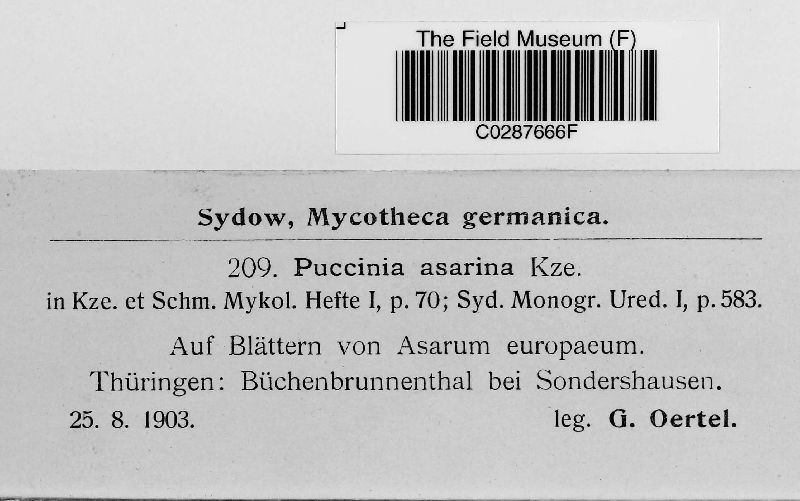 The Field Museum (F)
C0287666F
Sydow, Mycotheca germanica.
209. Puccinia asarina Kze.
in Kze. et Schm. Mykol. Hefte I, p. 70; Syd. Monogr. Ured. I, p. 583.
Auf Blättern von Asarum europaeum.
Thüringen: Büchenbrunnenthal bei Sondershausen.
25. 8. 1903. leg. G. Oertel.